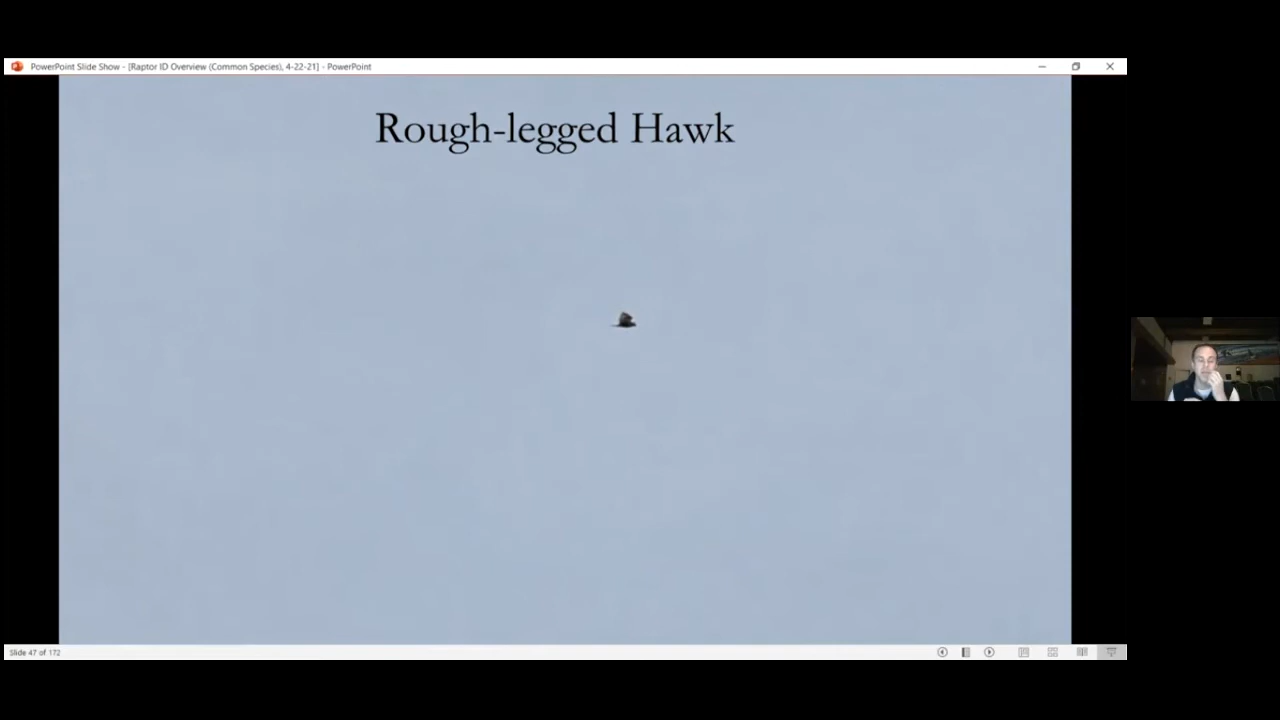 PowerPoint Slide Show - [Raptor ID Overview (Common Species), 4-22-21] - PowerPoint
Rough-legged Hawk
Slide 47 of 172